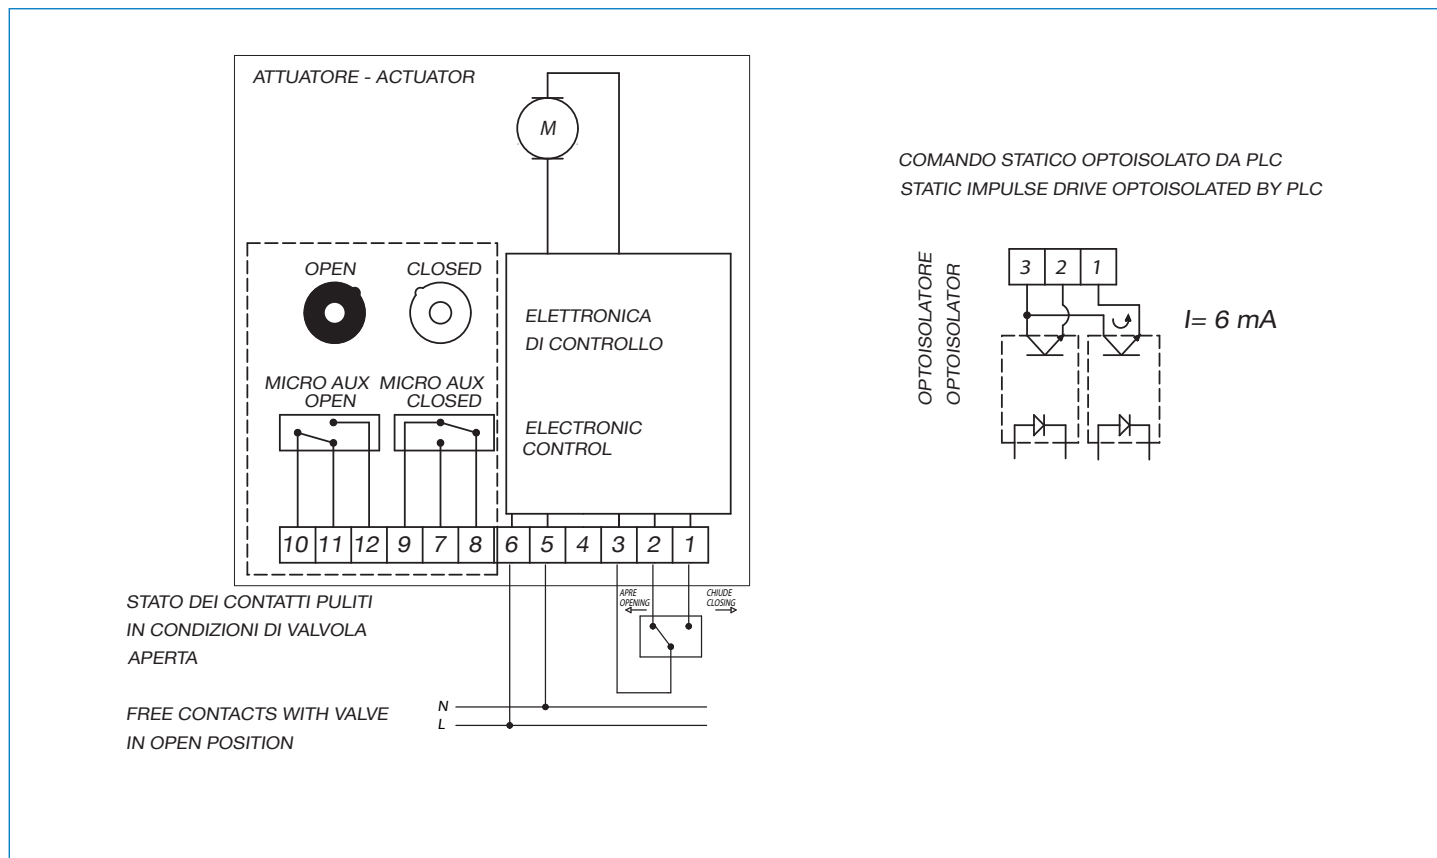 ATTUATORE - ACTUATOR
M
OPEN CLOSED
MICRO AUX MICRO AUX
OPEN CLOSED
ELETTRONICA
DI CONTROLLO
ELECTRONIC
CONTROL
10 11 12 9 7 8 6 5 4 3 2 1
APRE
OPENING
CHIUDE
CLOSING
STATO DEI CONTATTI PULITI
IN CONDIZIONI DI VALVOLA
APERTA
FREE CONTACTS WITH VALVE
IN OPEN POSITION
N
L
COMANDO STATICO OPTOISOLATO DA PLC
STATIC IMPULSE DRIVE OPTOISOLATED BY PLC
OPTOISOLATORE
OPTOISOLATOR
3 2 1
I= 6 mA